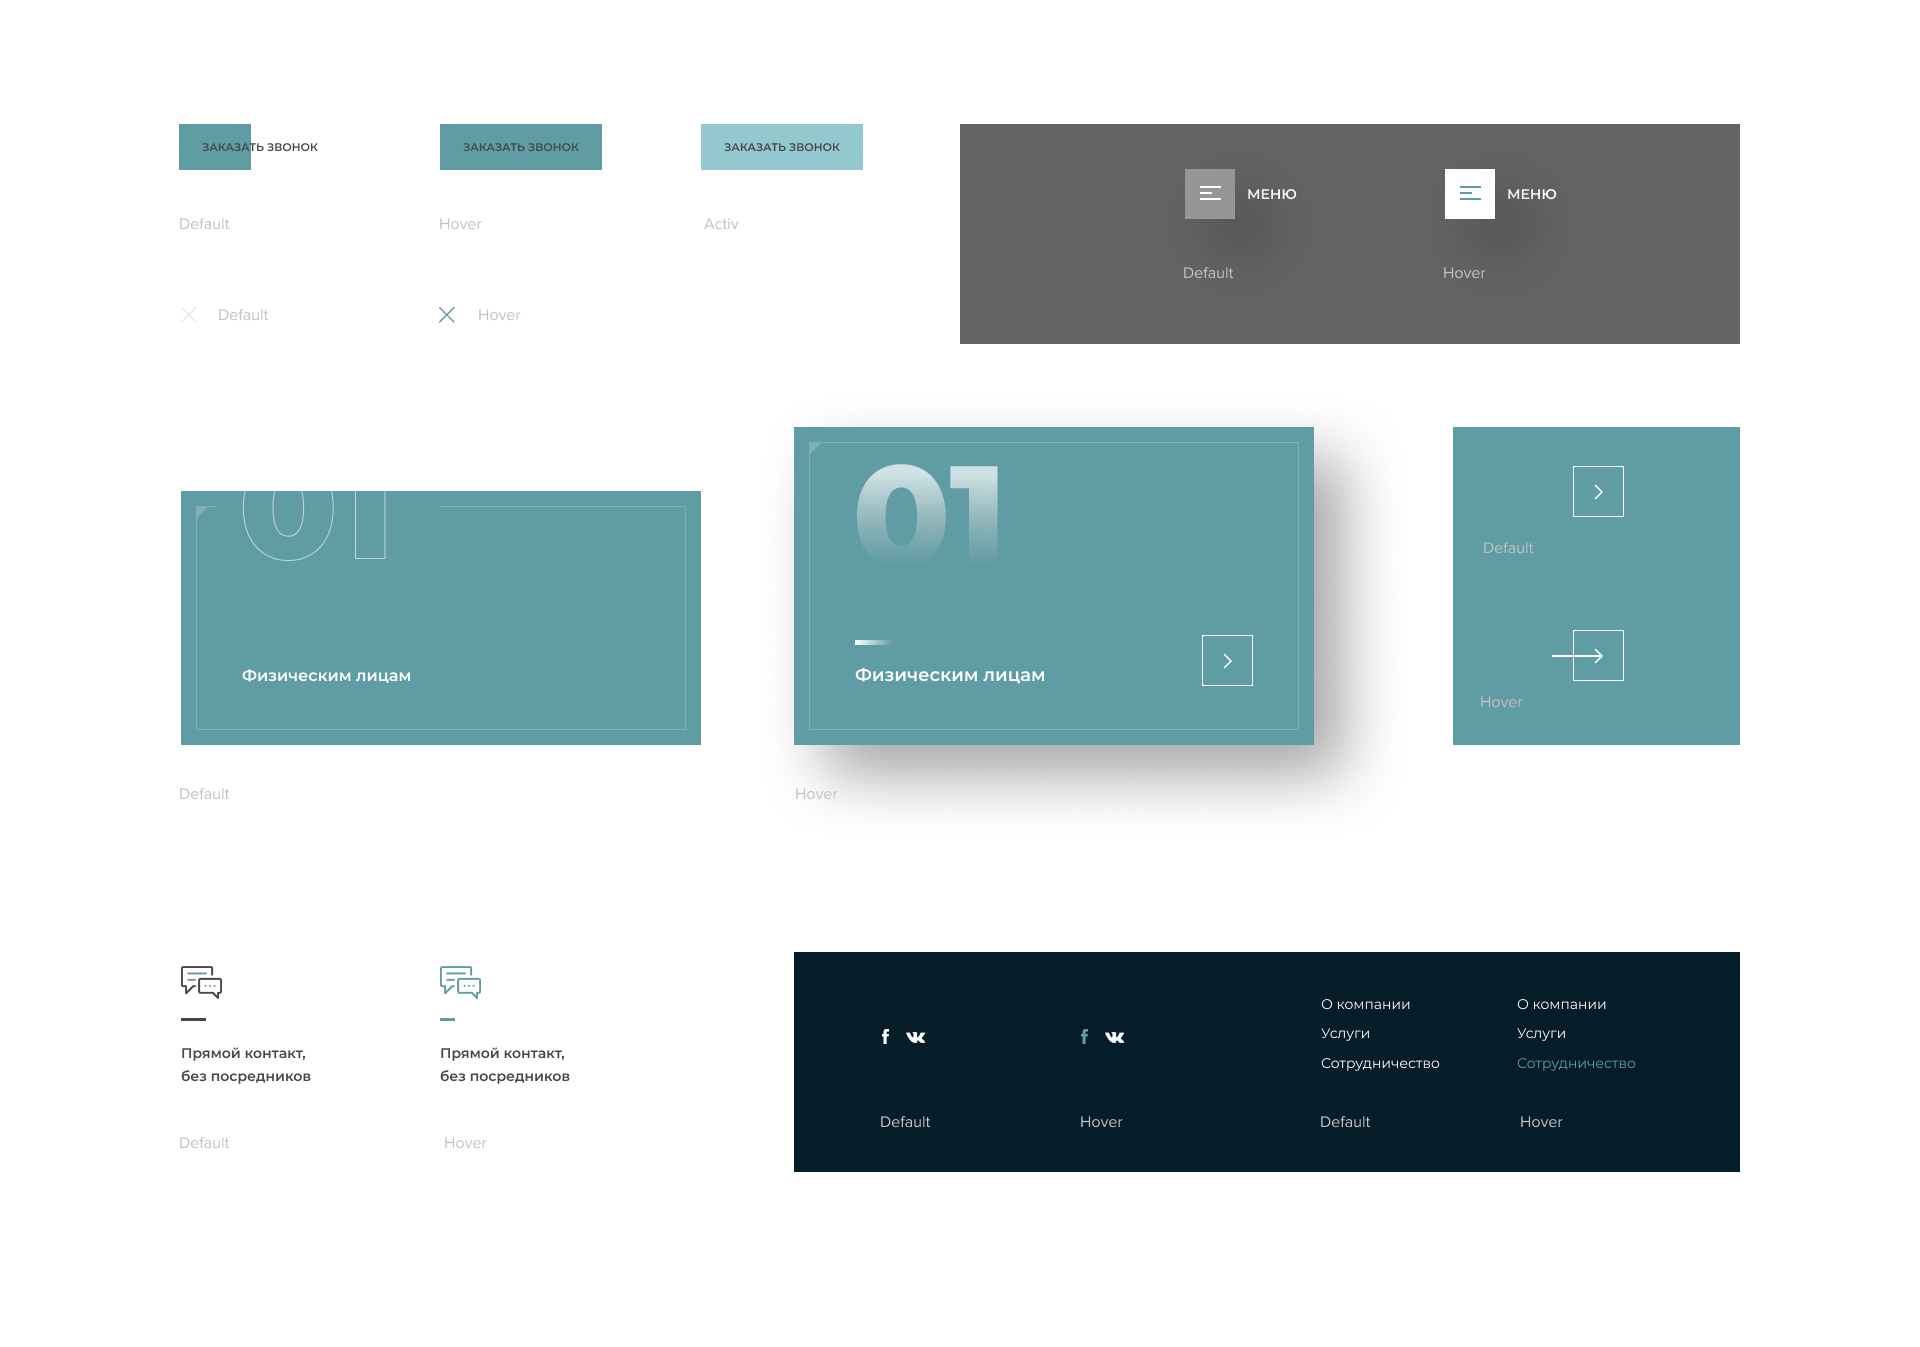 ЗАКАЗАТЬ ЗВОНОК
ЗАКАЗАТЬ ЗВОНОК
ЗАКАЗАТЬ ЗВОНОК
Default
Hover
Activ
Default
Hover
МЕНЮ
МЕНЮ
Default
Hover
01
Физическим лицам
Default
01
Физическим лицам
Hover
Default
Hover
Прямой контакт,
без посредников
Default
Прямой контакт,
без посредников
Hover
f
Default
f
Hover
О компании
Услуги
Сотрудничество
Default
О компании
Услуги
Сотрудничество
Hover